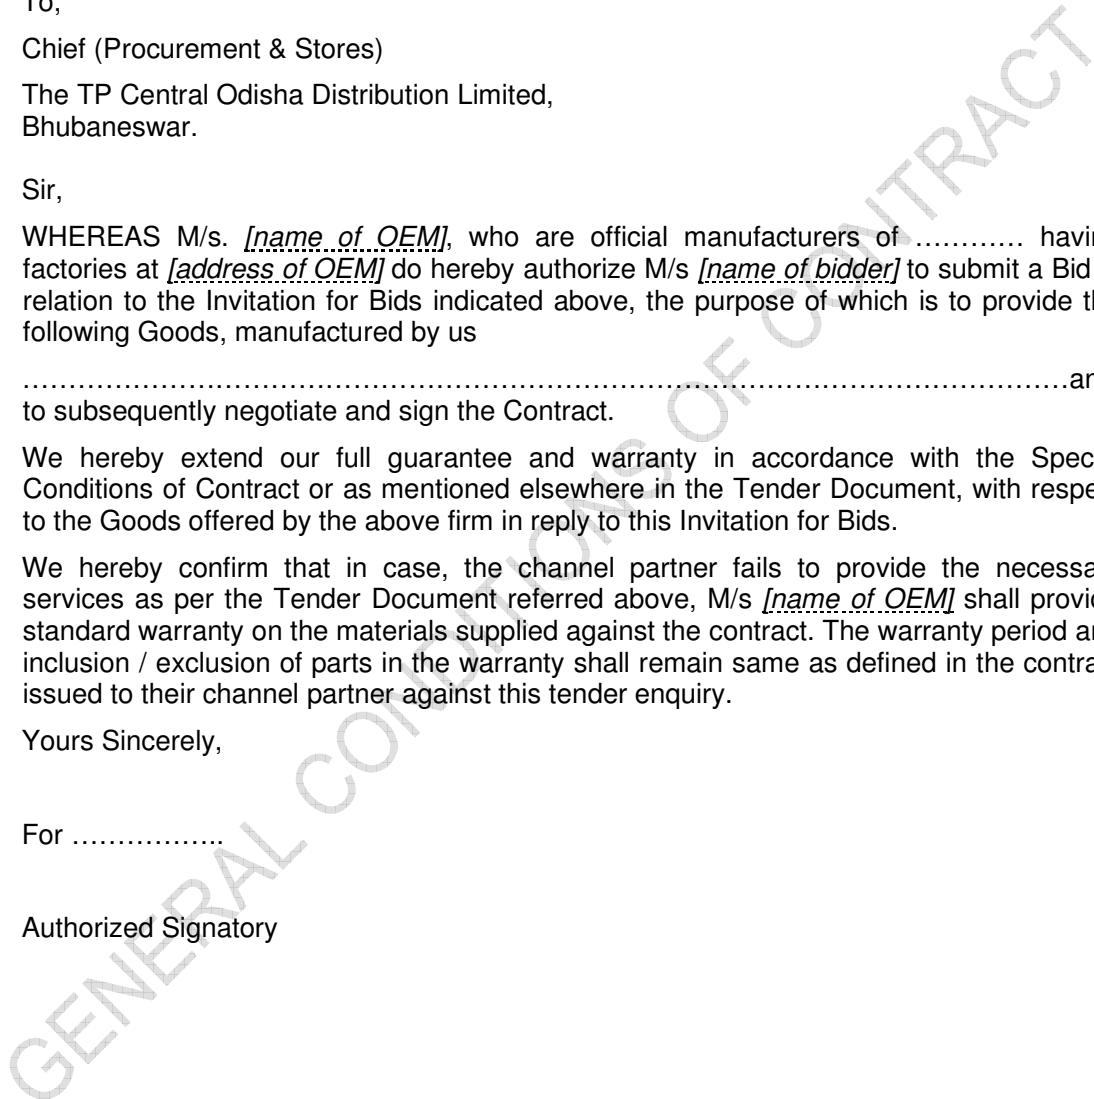 To,
Chief (Procurement & Stores)
The TP Central Odisha Distribution Limited,
Bhubaneswar.
Sir,
WHEREAS M/s. [name of OEM], who are official manufacturers of ………… havin
factories at [address of OEM] do hereby authorize M/s [name of bidder] to submit a Bid
relation to the Invitation for Bids indicated above, the purpose of which is to provide th
following Goods, manufactured by us
……………………………………………………………………………………………………an
to subsequently negotiate and sign the Contract.
We hereby extend our full guarantee and warranty in accordance with the Spec
Conditions of Contract or as mentioned elsewhere in the Tender Document, with respe
to the Goods offered by the above firm in reply to this Invitation for Bids.
We hereby confirm that in case, the channel partner fails to provide the necessa
services as per the Tender Document referred above, M/s [name of OEM] shall provid
standard warranty on the materials supplied against the contract. The warranty period an
inclusion / exclusion of parts in the warranty shall remain same as defined in the contra
issued to their channel partner against this tender enquiry.
Yours Sincerely,
For ……………..
Authorized Signatory
GENERAL CONDITIONS OF CONTRACT